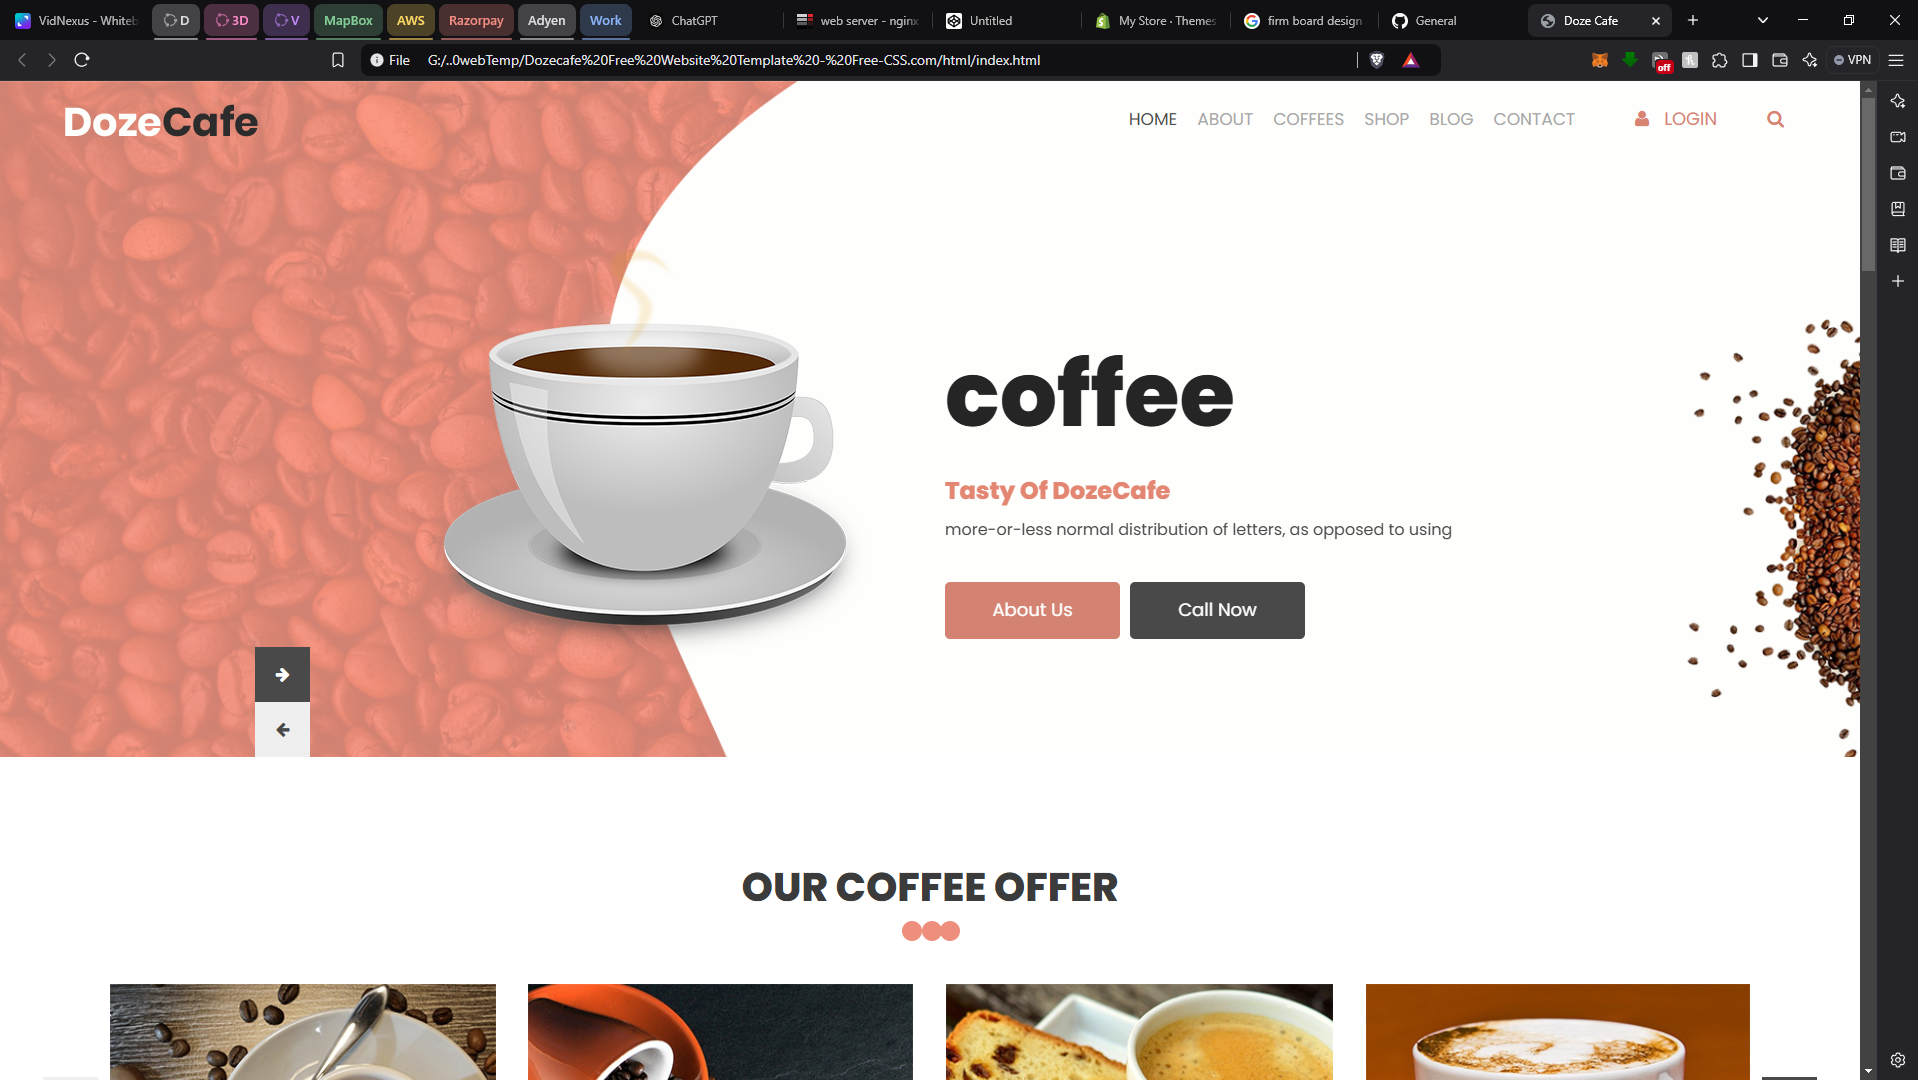 VidNexus - Whiteb
D
3D
V
MapBox
AWS
Razorpay
Adyen
Work
ChatGPT
web server - nginx
Untitled
My Store · Themes
firm board design
General
Doze Cafe
File
G:/..0webTemp/Dozecafe%20Free%20Website%20Template%20-%20Free-CSS.com/html/index.html
off
VPN
DozeCafe
HOME
ABOUT
COFFEES
SHOP
BLOG
CONTACT
LOGIN
coffee
Tasty Of DozeCafe
more-or-less normal distribution of letters, as opposed to using
About Us
Call Now
OUR COFFEE OFFER